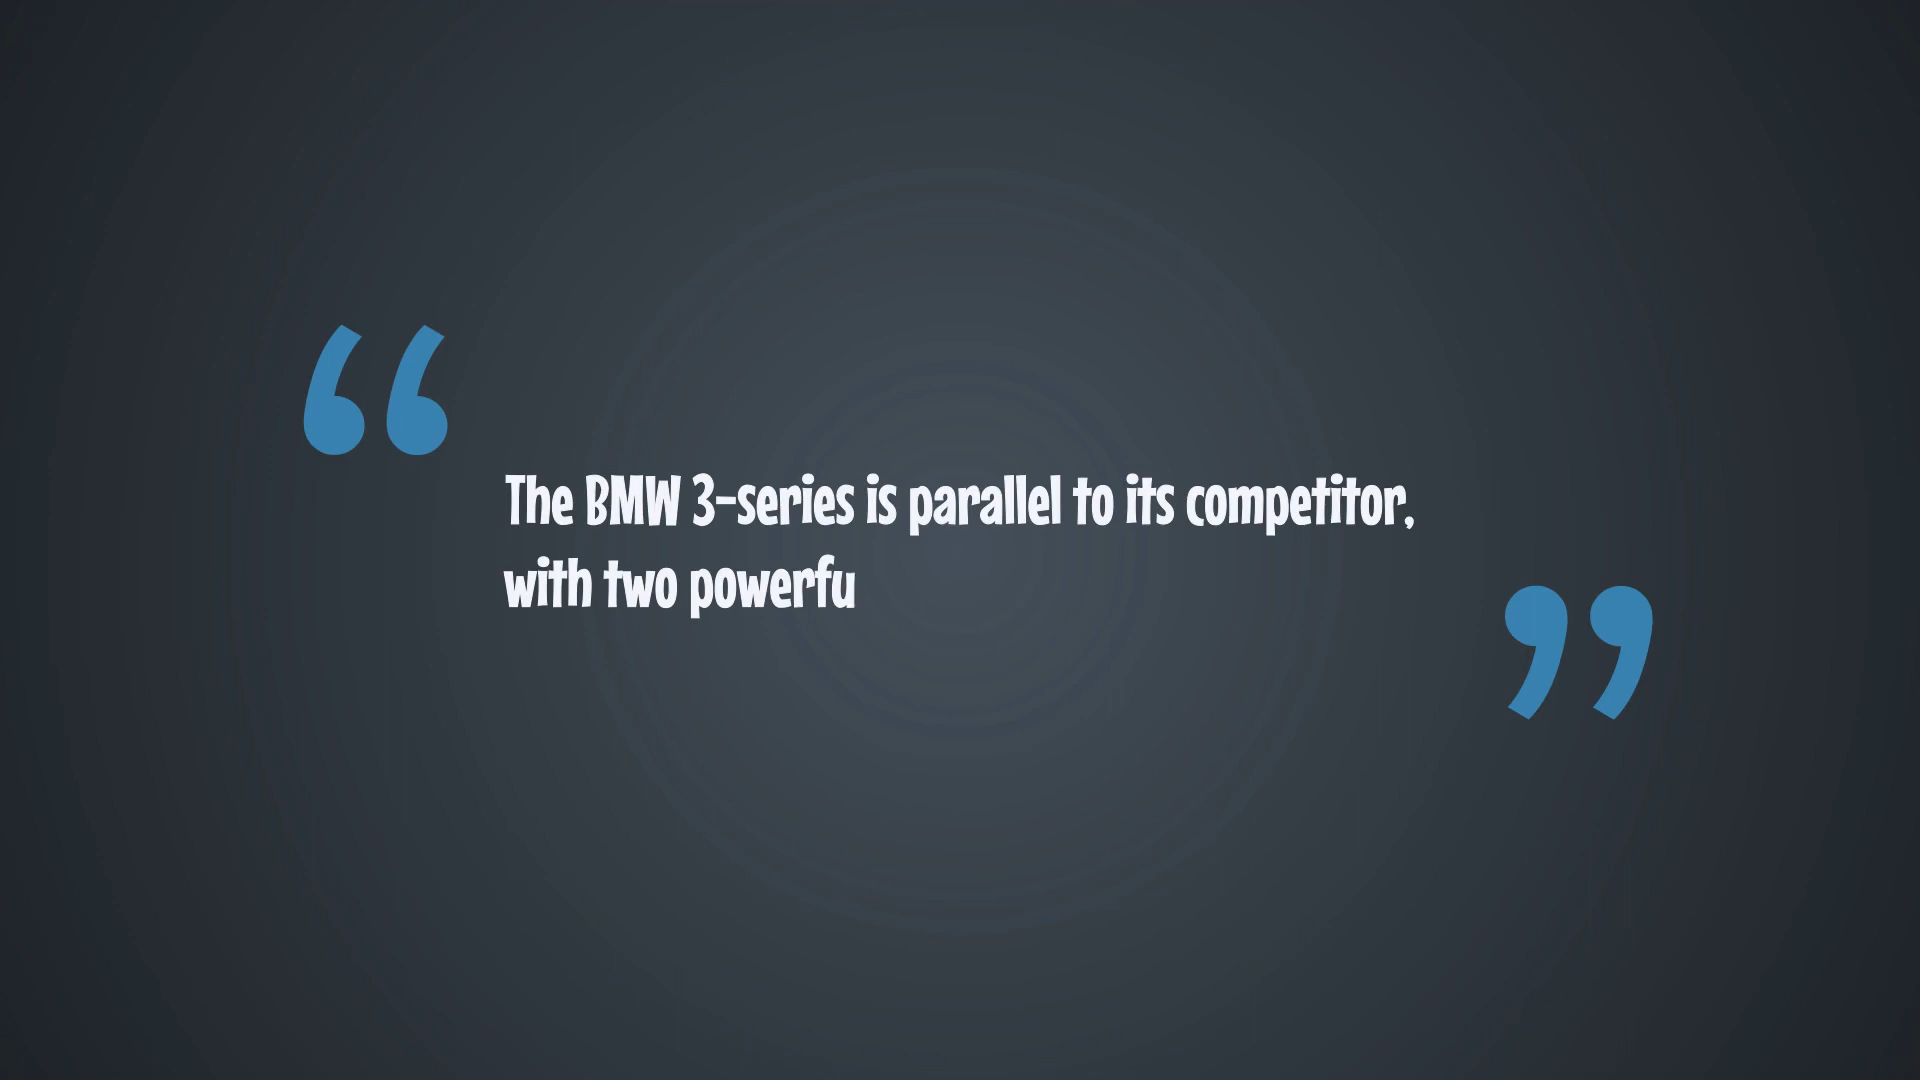 “
The BMW 3-series is parallel to its competitor,
with two powerfu
”